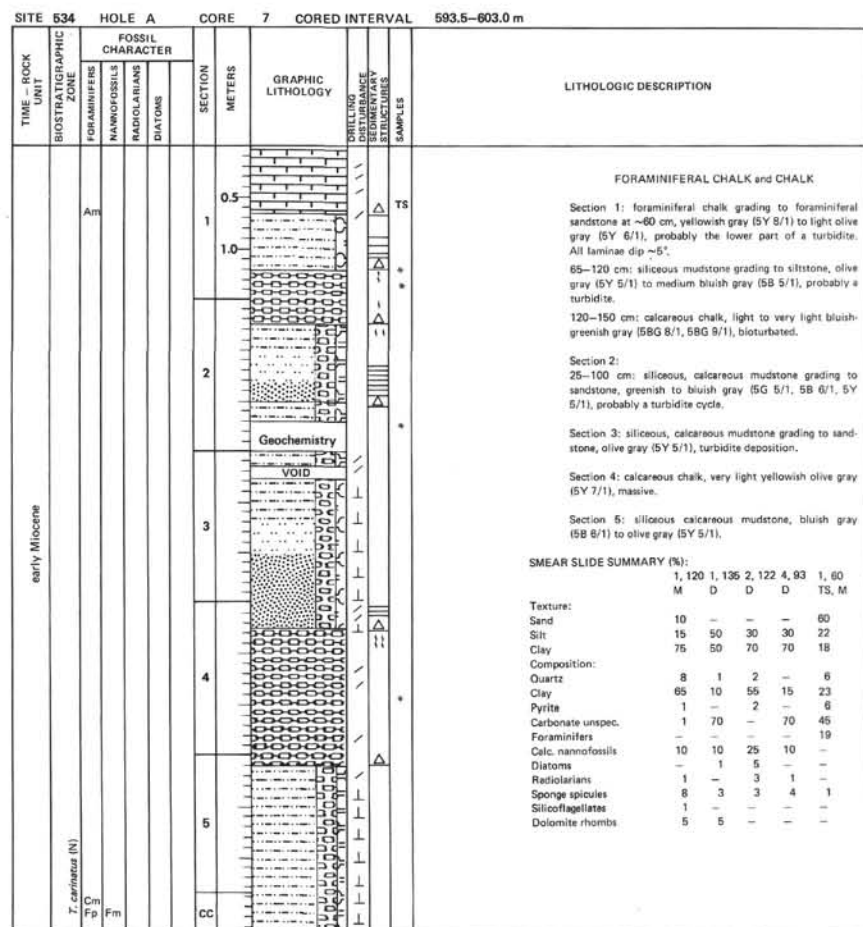 SITE 534 HOLE A CORE 7 CORED INTERVAL 593.5–603.0 m
TIME – ROCK UNIT
BIOSTRATIGRAPHIC ZONE
FOSSIL CHARACTER
FORAMINIFERS
NANNOFOSSILS
RADIOLARIANS
DIATOMS
SECTION
METERS
GRAPHIC LITHOLOGY
DRILLING DISTURBANCE
SEDIMENTARY STRUCTURES
SAMPLES
LITHOLOGIC DESCRIPTION
early Miocene
T. carinatus (N)
Am
Cm
Fp Fm
1
0.5
1.0
2
3
4
5
CC
Geochemistry
VOID
TS
*
*
*
*
FORAMINIFERAL CHALK and CHALK
Section 1: foraminiferal chalk grading to foraminiferal
sandstone at ~60 cm, yellowish gray (5Y 8/1) to light olive
gray (5Y 6/1), probably the lower part of a turbidite.
All laminae dip ~5°.
65–120 cm: siliceous mudstone grading to siltstone, olive
gray (5Y 5/1) to medium bluish gray (5B 5/1), probably a
turbidite.
120–150 cm: calcareous chalk, light to very light bluish-
greenish gray (5BG 8/1, 5BG 9/1), bioturbated.
Section 2:
25–100 cm: siliceous, calcareous mudstone grading to
sandstone, greenish to bluish gray (5G 5/1, 5B 6/1, 5Y
5/1), probably a turbidite cycle.
Section 3: siliceous, calcareous mudstone grading to sand-
stone, olive gray (5Y 5/1), turbidite deposition.
Section 4: calcareous chalk, very light yellowish olive gray
(5Y 7/1), massive.
Section 5: siliceous calcareous mudstone, bluish gray
(5B 6/1) to olive gray (5Y 5/1).
SMEAR SLIDE SUMMARY (%):
1, 120 1, 135 2, 122 4, 93 1, 60
M D D D TS, M
Texture:
Sand 10 – – – 60
Silt 15 50 30 30 22
Clay 75 50 70 70 18
Composition:
Quartz 8 1 2 – 6
Clay 65 10 55 15 23
Pyrite 1 – 2 – 6
Carbonate unspec. 1 70 – 70 45
Foraminifers – – – – 19
Calc. nannofossils 10 10 25 10 –
Diatoms – 1 5 – –
Radiolarians 1 – 3 1 –
Sponge spicules 8 3 3 4 1
Silicoflagellates 1 – – – –
Dolomite rhombs 5 5 – – –